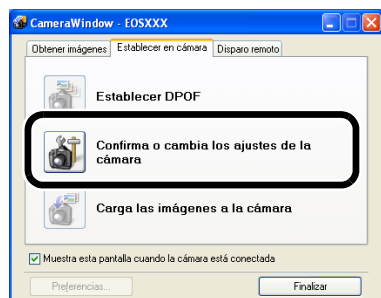 CameraWindow - EOSXXX
Obtener imágenes
Establecer en cámara
Disparo remoto
Establecer DPOF
Confirma o cambia los ajustes de la
cámara
Carga las imágenes a la cámara
Muestra esta pantalla cuando la cámara está conectada
Preferencias...
Finalizar